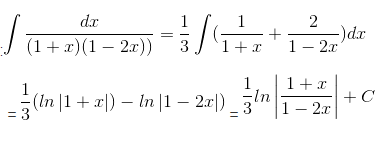 ∫ dx / ((1 + x)(1 − 2x)) = 1/3 ∫ (1/(1 + x) + 2/(1 − 2x))dx
= 1/3 (ln |1 + x|) − ln |1 − 2x|) = 1/3 ln |(1 + x)/(1 − 2x)| + C